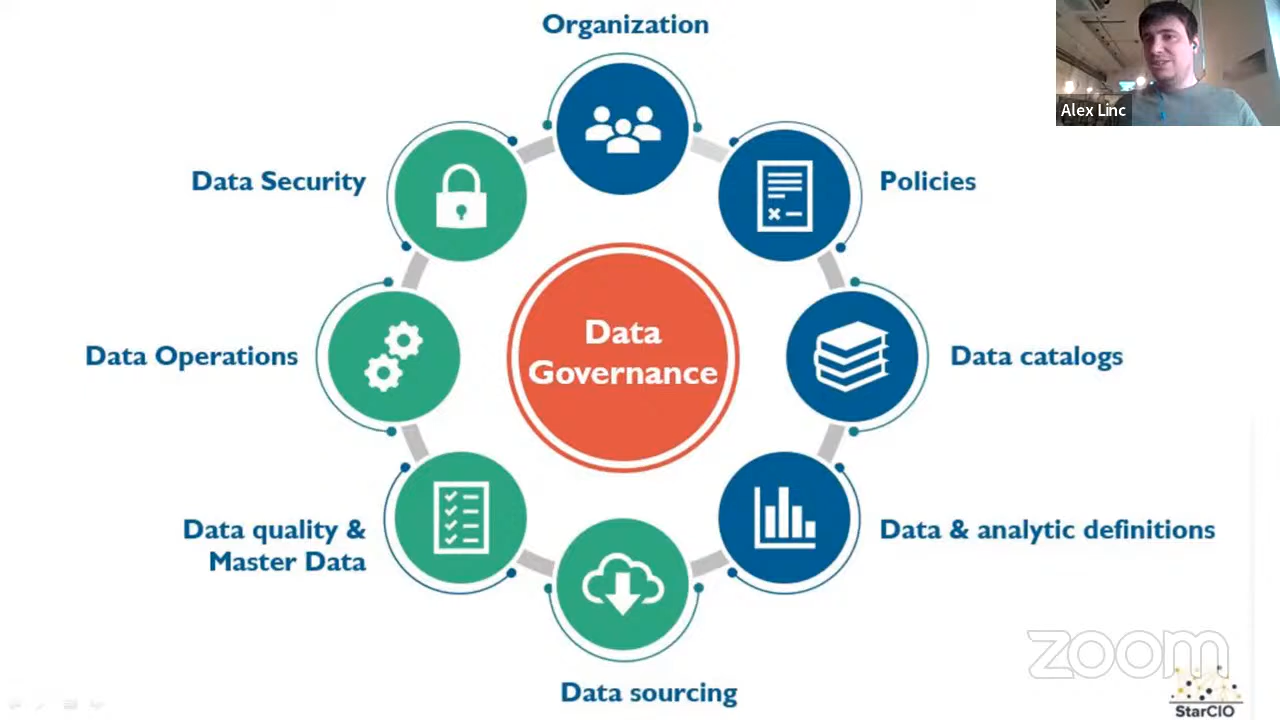 Organization
Alex Linc
Data Security
Policies
Data
Governance
Data Operations
Data catalogs
Data quality &
Master Data
Data & analytic definitions
Data sourcing
zoom
StarCIO